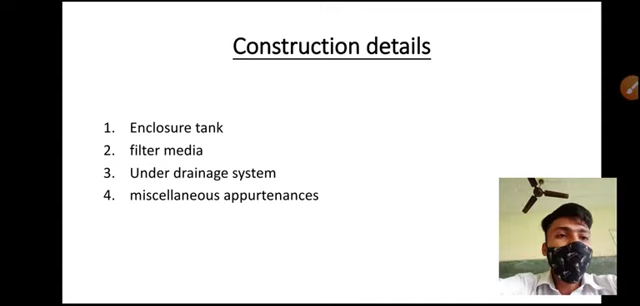 Construction details
1. Enclosure tank
2. filter media
3. Under drainage system
4. miscellaneous appurtenances